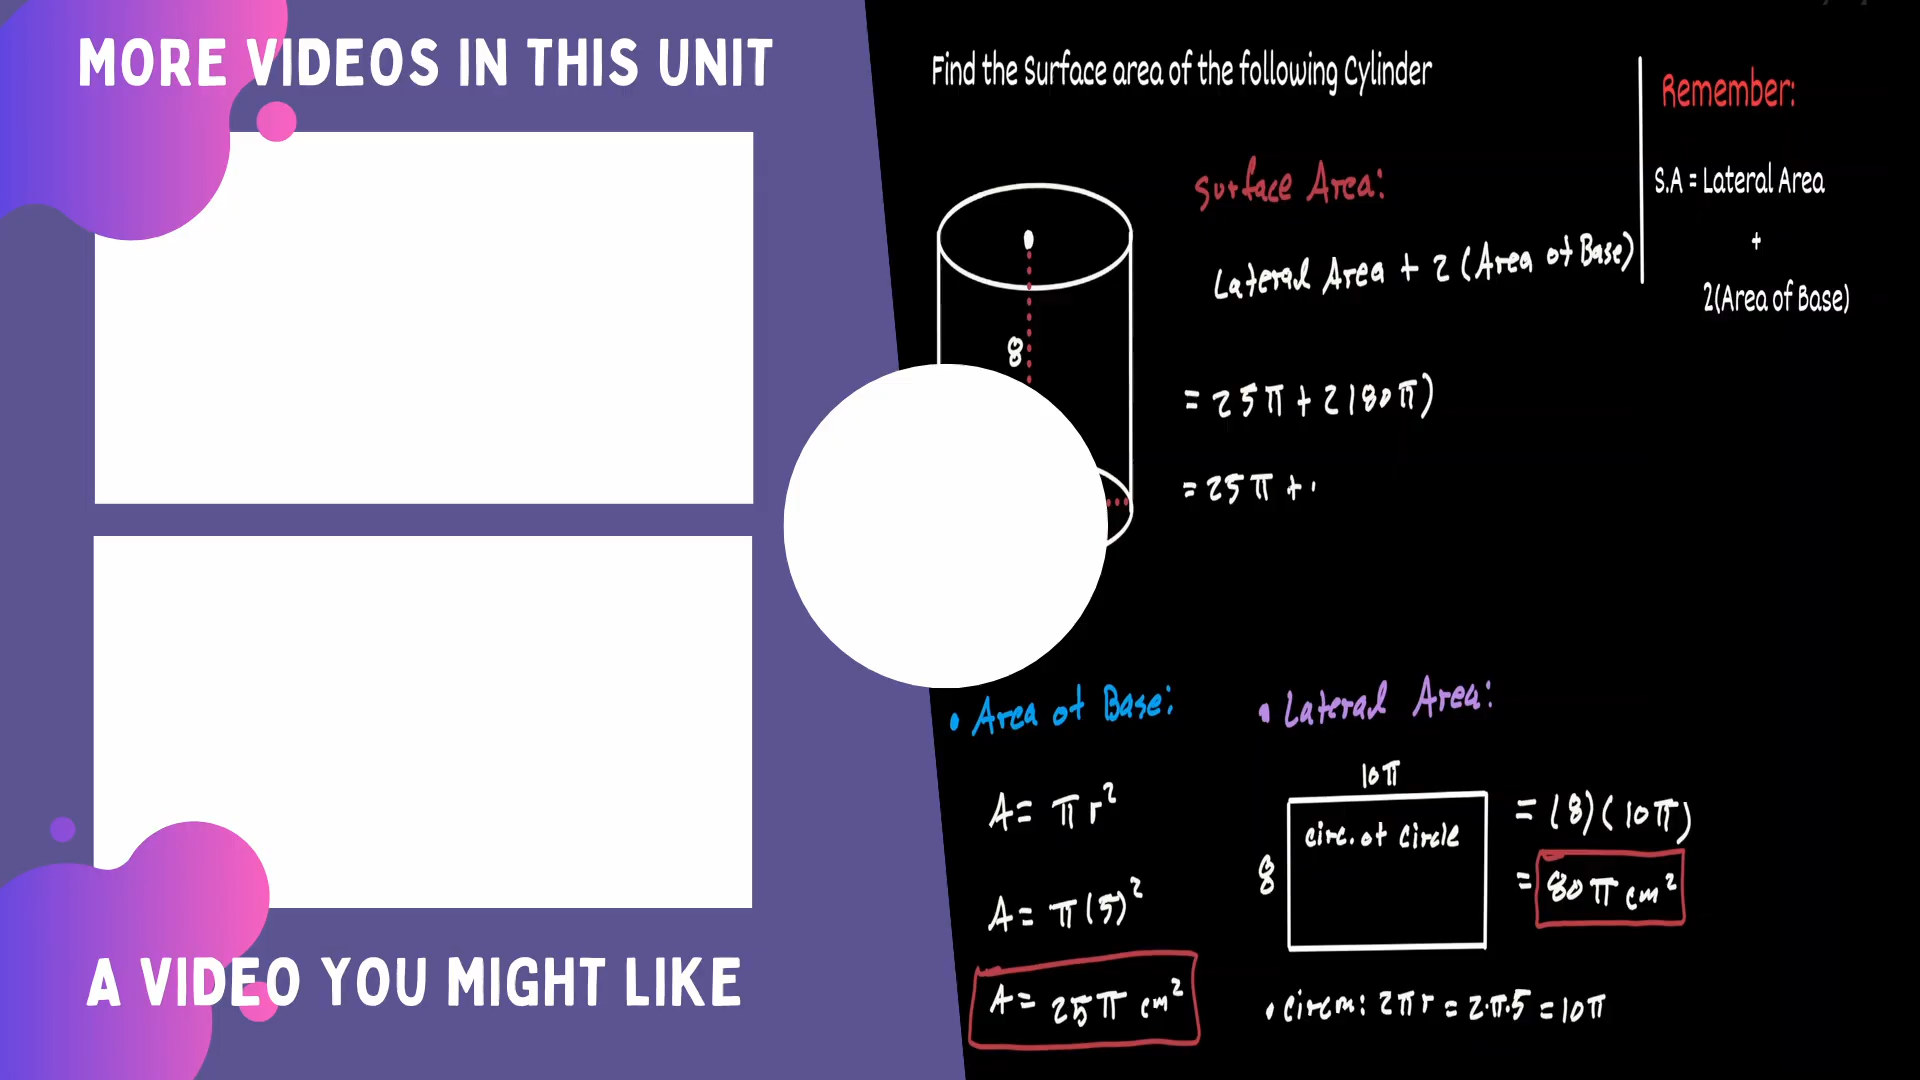 MORE VIDEOS IN THIS UNIT
A VIDEO YOU MIGHT LIKE
Find the Surface area of the following Cylinder
Remember:
S.A = Lateral Area
+
2(Area of Base)
Surface Area:
Lateral Area + 2 (Area of Base)
= 25π + 2(80π)
= 25π +
8
• Area of Base:
A = πr²
A = π(5)²
A = 25π cm²
• Lateral Area:
10π
circ. of circle
8
= (8)(10π)
= 80π cm²
• circm: 2πr = 2·π·5 = 10π